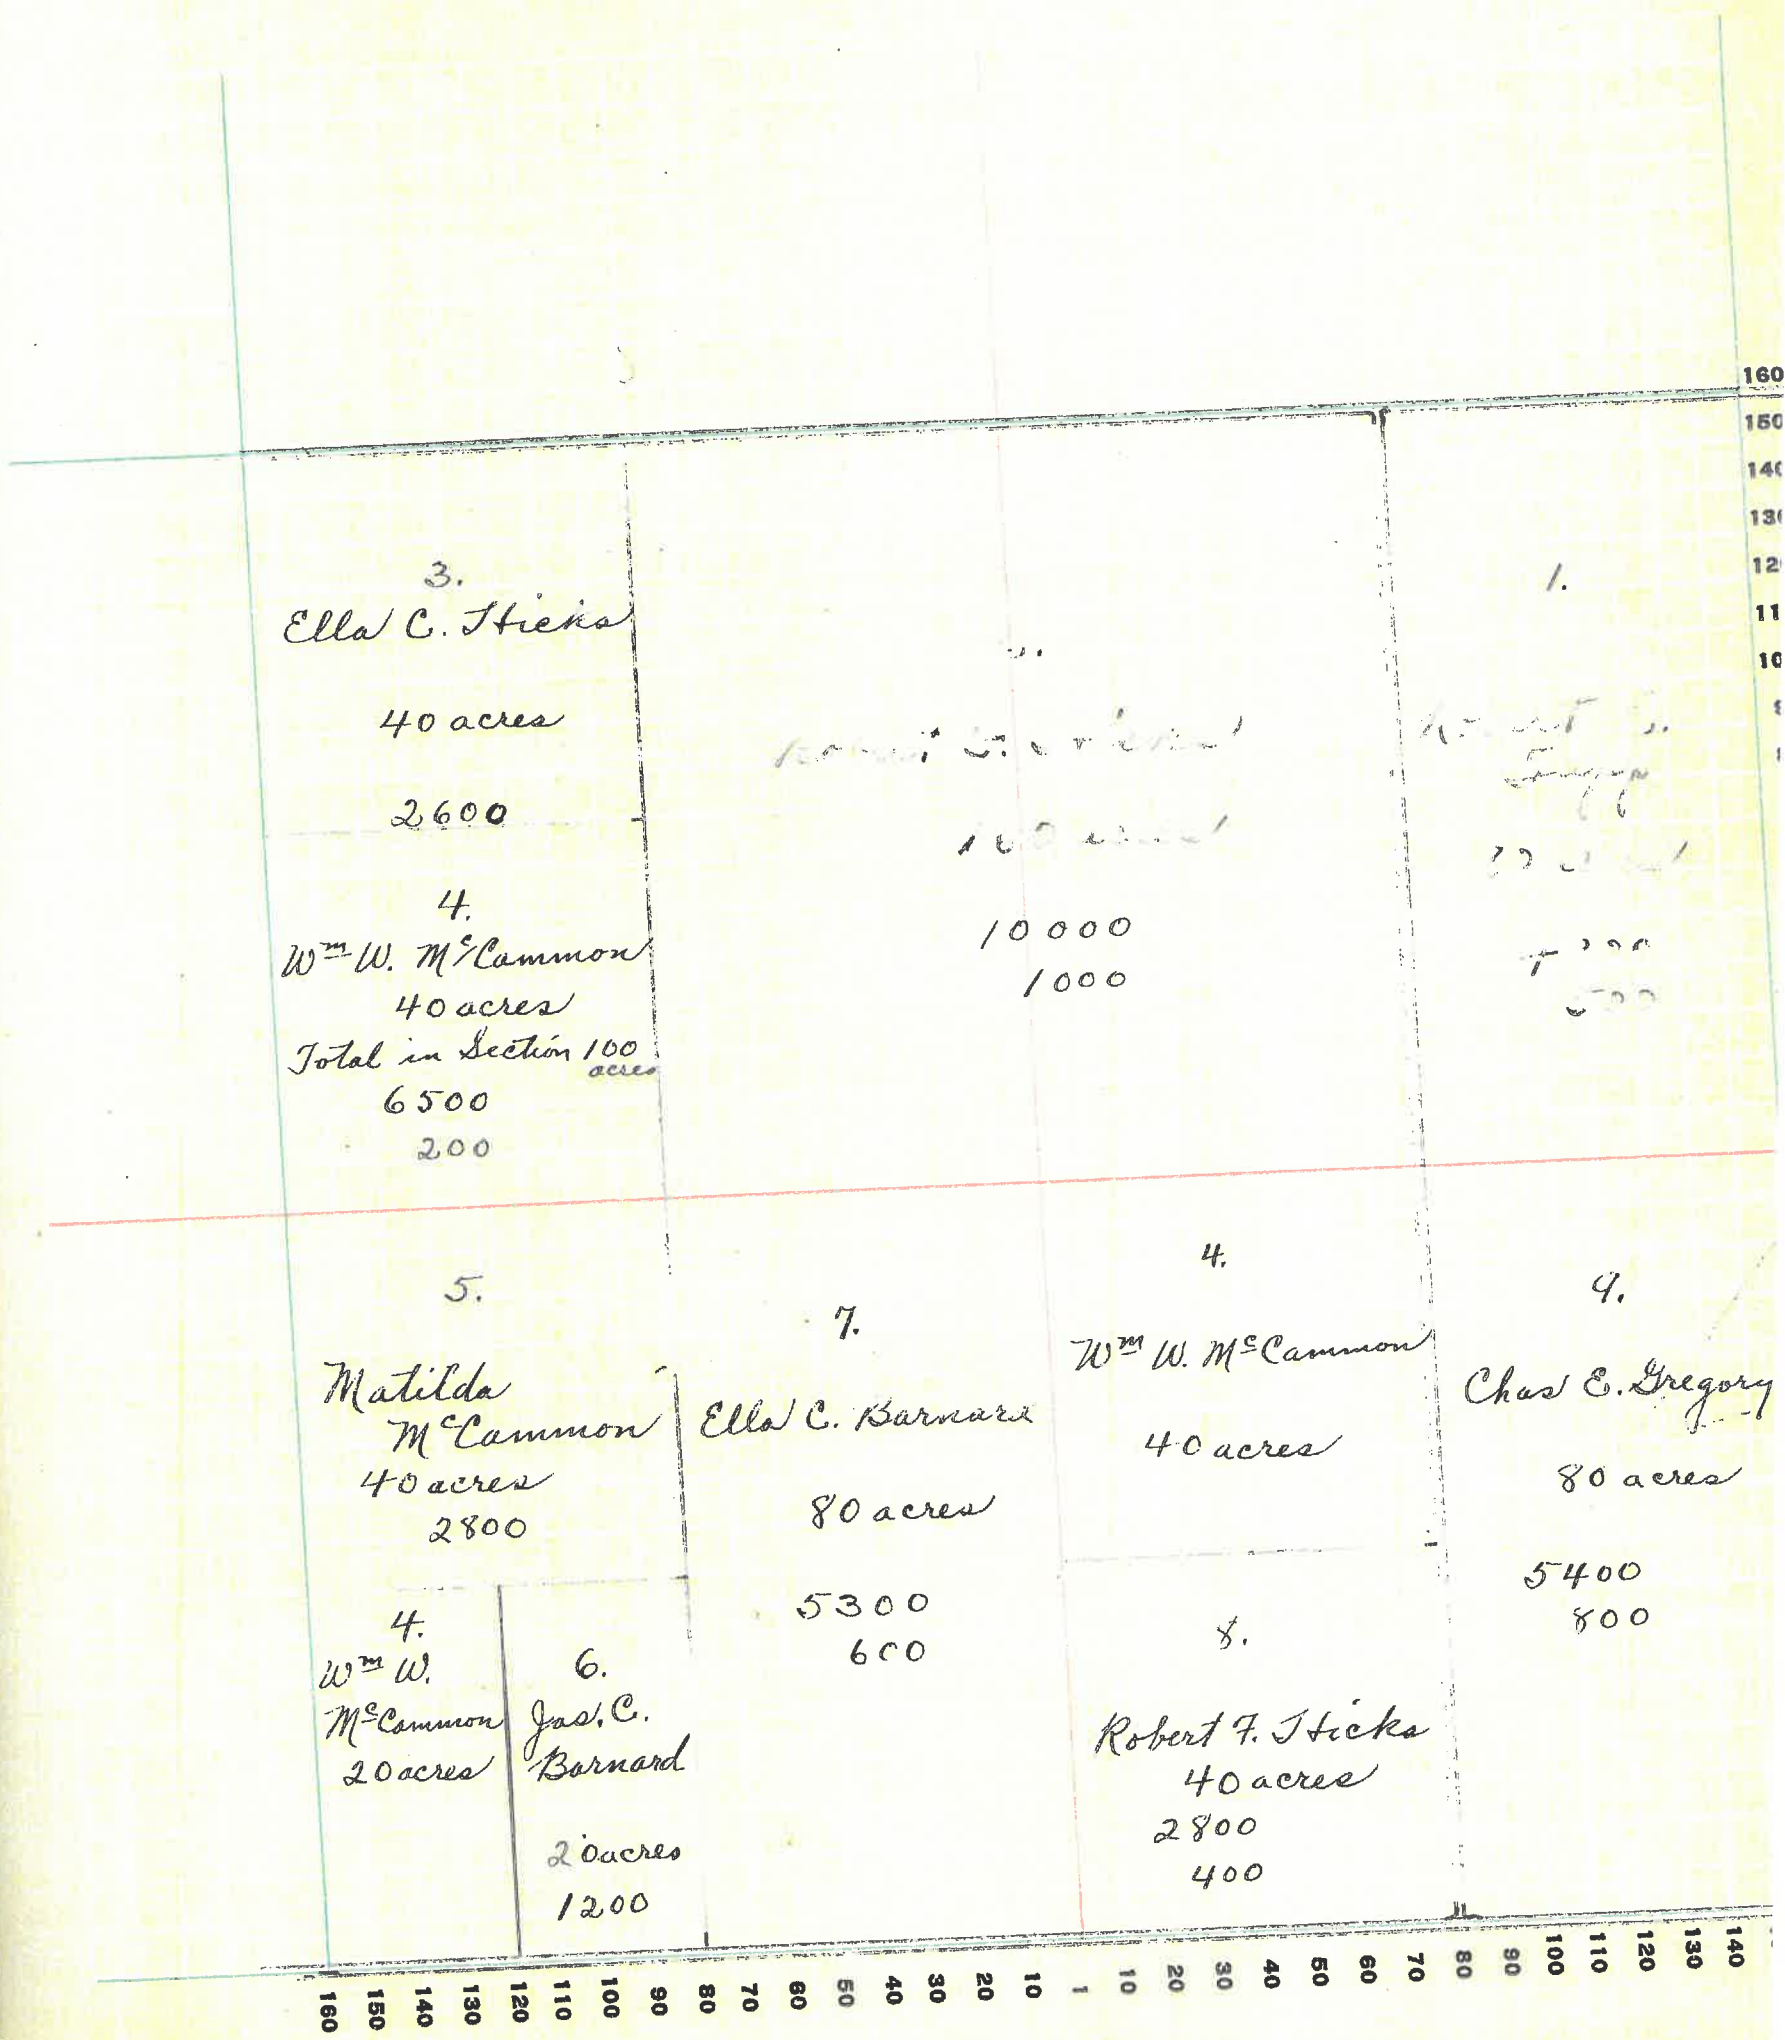 3.
Ella C. Hicks
40 acres
2600
4.
Wm W. McCammon
40 acres
Total in Section 100
acres
6500
200
10000
1000
1.
5.
Matilda
McCammon
40 acres
2800
4.
Wm W.
McCammon
20 acres
6.
Jas. C.
Barnard
20 acres
1200
7.
Ella C. Barnard
80 acres
5300
600
4.
Wm W. McCammon
40 acres
8.
Robert F. Hicks
40 acres
2800
400
9.
Chas E. Gregory
80 acres
5400
800
160
150
160 150 140 130 120 110 100 90 80 70 60 50 40 30 20 10 1 10 20 30 40 50 60 70 80 90 100 110 120 130 140